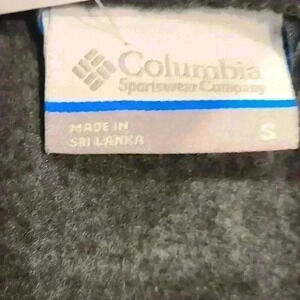 Columbia
Sportswear Company
MADE IN
SRI LANKA
S